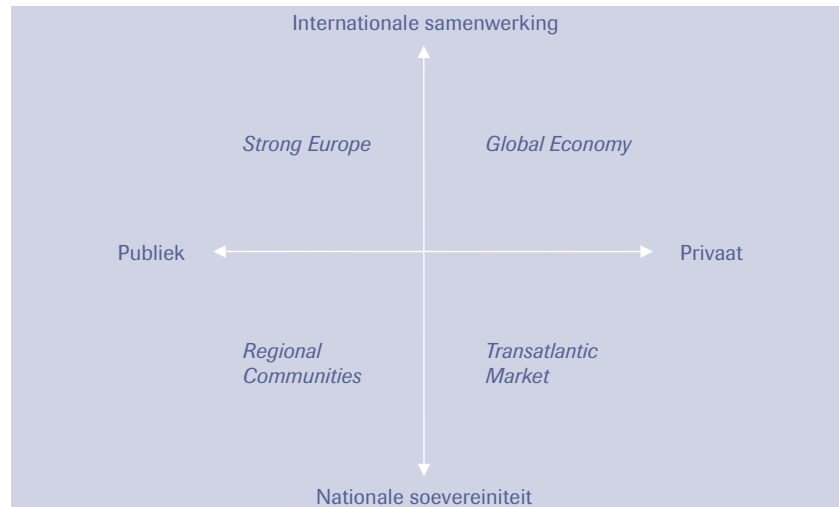 Internationale samenwerking
Strong Europe
Global Economy
Publiek
Privaat
Regional
Communities
Transatlantic
Market
Nationale soevereiniteit